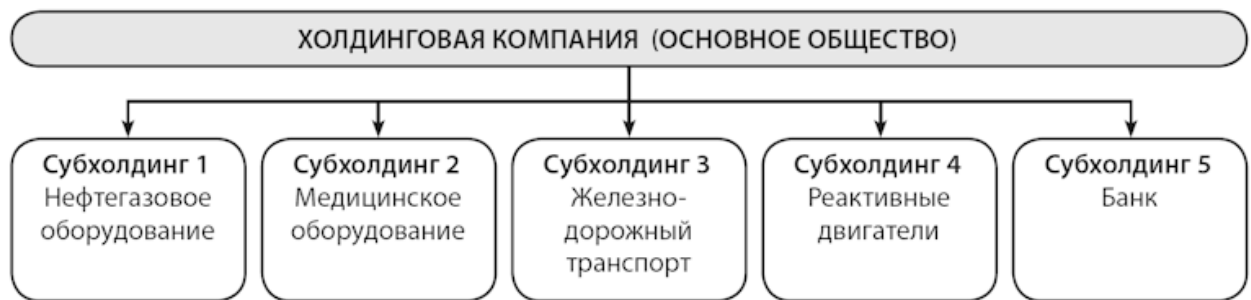 ХОЛДИНГОВАЯ КОМПАНИЯ (ОСНОВНОЕ ОБЩЕСТВО)
Субхолдинг 1
Нефтегазовое
оборудование
Субхолдинг 2
Медицинское
оборудование
Субхолдинг 3
Железно-
дорожный
транспорт
Субхолдинг 4
Реактивные
двигатели
Субхолдинг 5
Банк